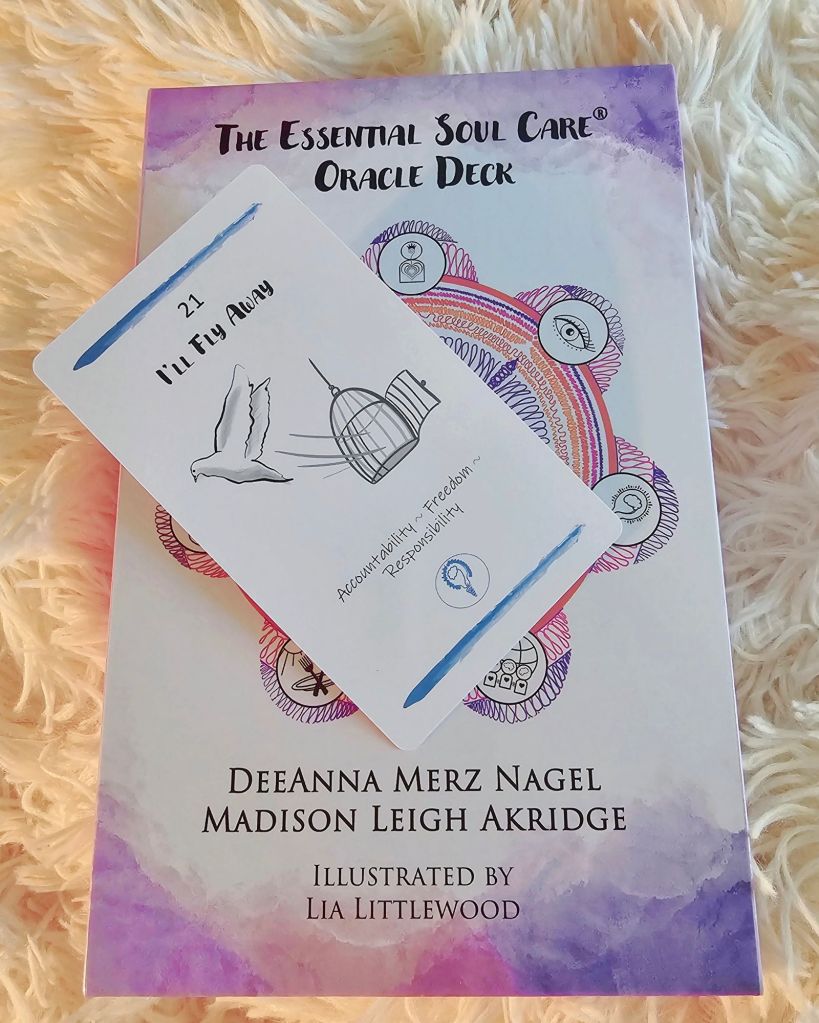 The Essential Soul Care®
Oracle Deck
21
I'll Fly Away
Accountability ~ Freedom ~
Responsibility
DeeAnna Merz Nagel
Madison Leigh Akridge
Illustrated by
Lia Littlewood